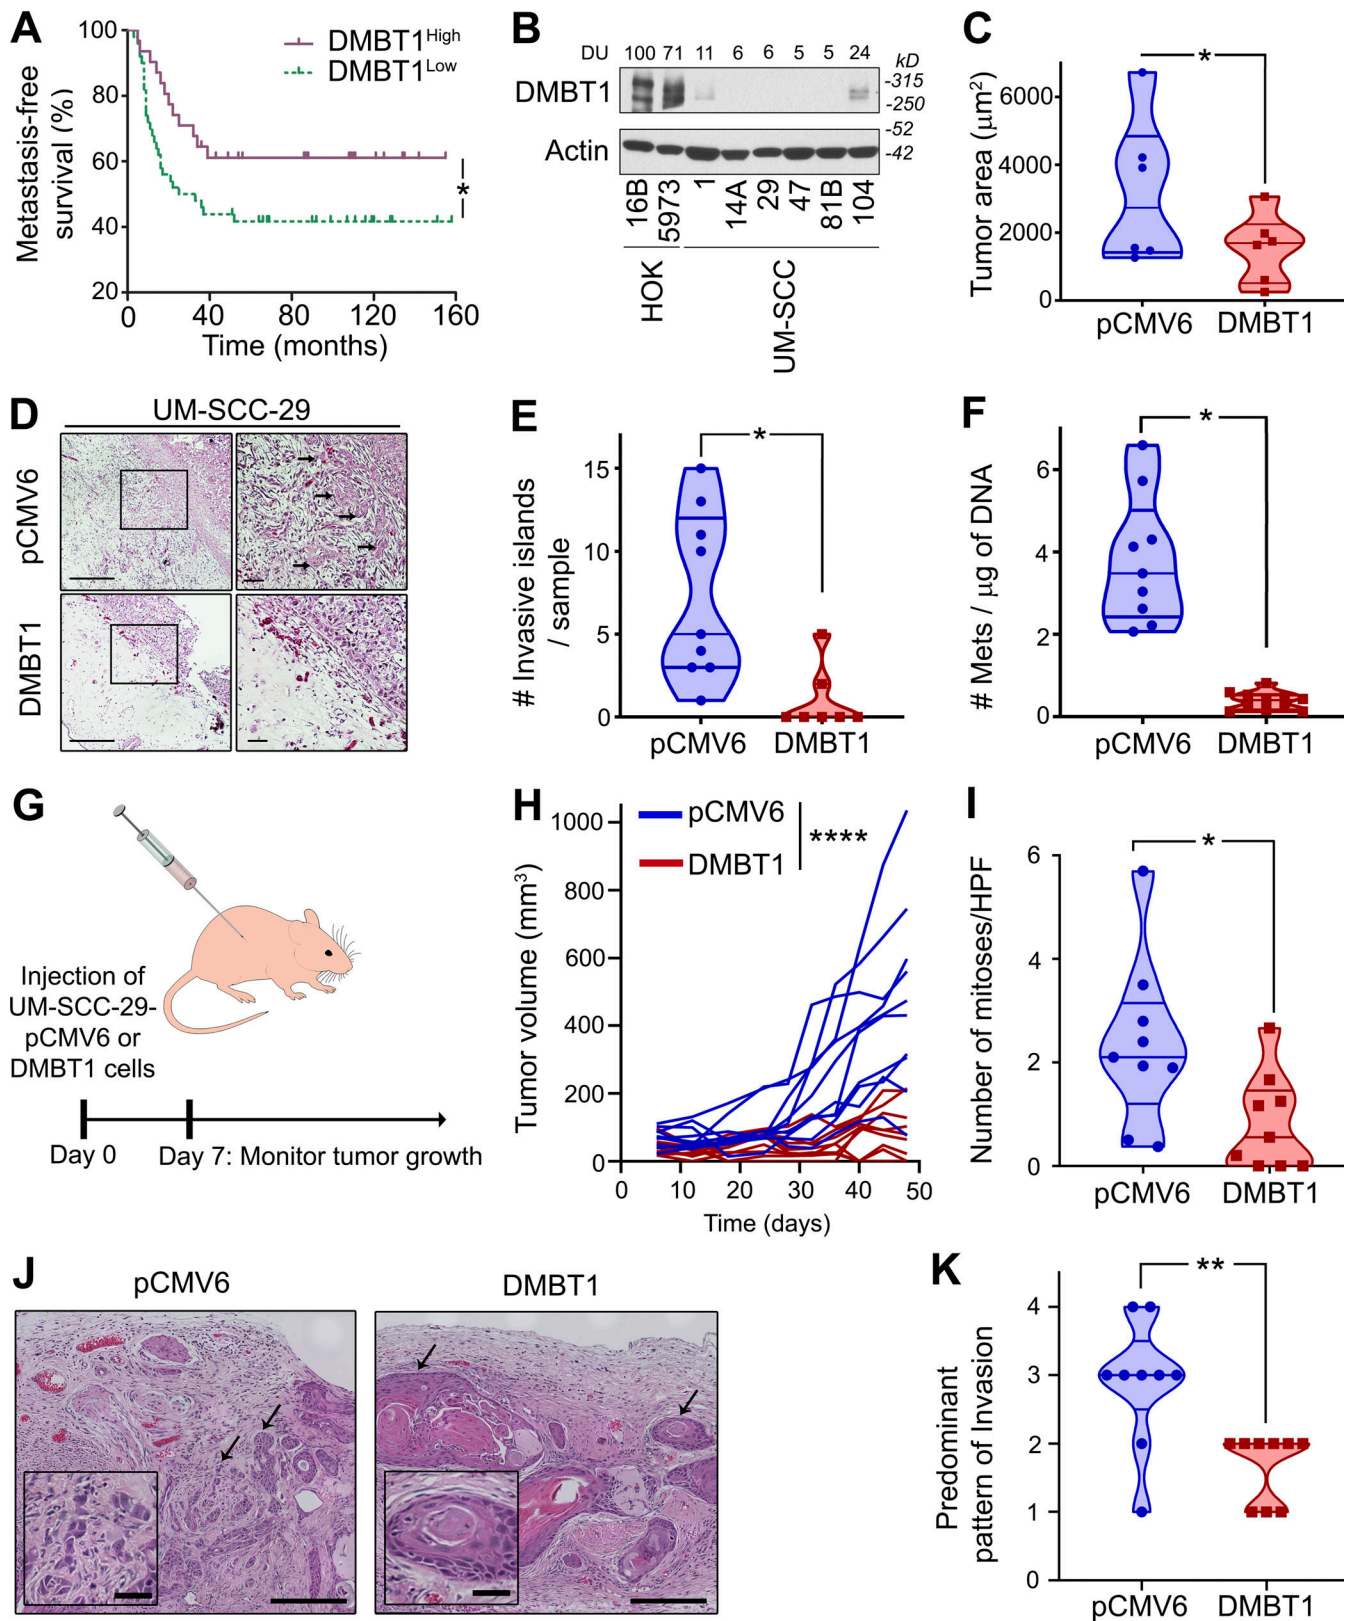 A
Metastasis-free
survival (%)
100
80
60
40
20
0
40
80
120
160
Time (months)
DMBT1High
DMBT1Low
*
B
DU 100 71 11 6 6 5 5 24
kD
DMBT1
-315
-250
Actin
-52
-42
16B 5973 1 14A 29 47 81B 104
HOK
UM-SCC
C
Tumor area (μm2)
6000
4000
2000
0
*
pCMV6 DMBT1
D
UM-SCC-29
pCMV6
DMBT1
E
# Invasive islands
/ sample
15
10
5
0
*
pCMV6 DMBT1
F
# Mets / μg of DNA
6
4
2
0
*
pCMV6 DMBT1
G
Injection of
UM-SCC-29-
pCMV6 or
DMBT1 cells
Day 0 Day 7: Monitor tumor growth
H
Tumor volume (mm3)
1000
800
600
400
200
0
pCMV6
DMBT1
****
0 10 20 30 40 50
Time (days)
I
Number of mitoses/HPF
6
4
2
0
*
pCMV6 DMBT1
J
pCMV6 DMBT1
K
Predominant
pattern of Invasion
4
3
2
1
0
**
pCMV6 DMBT1